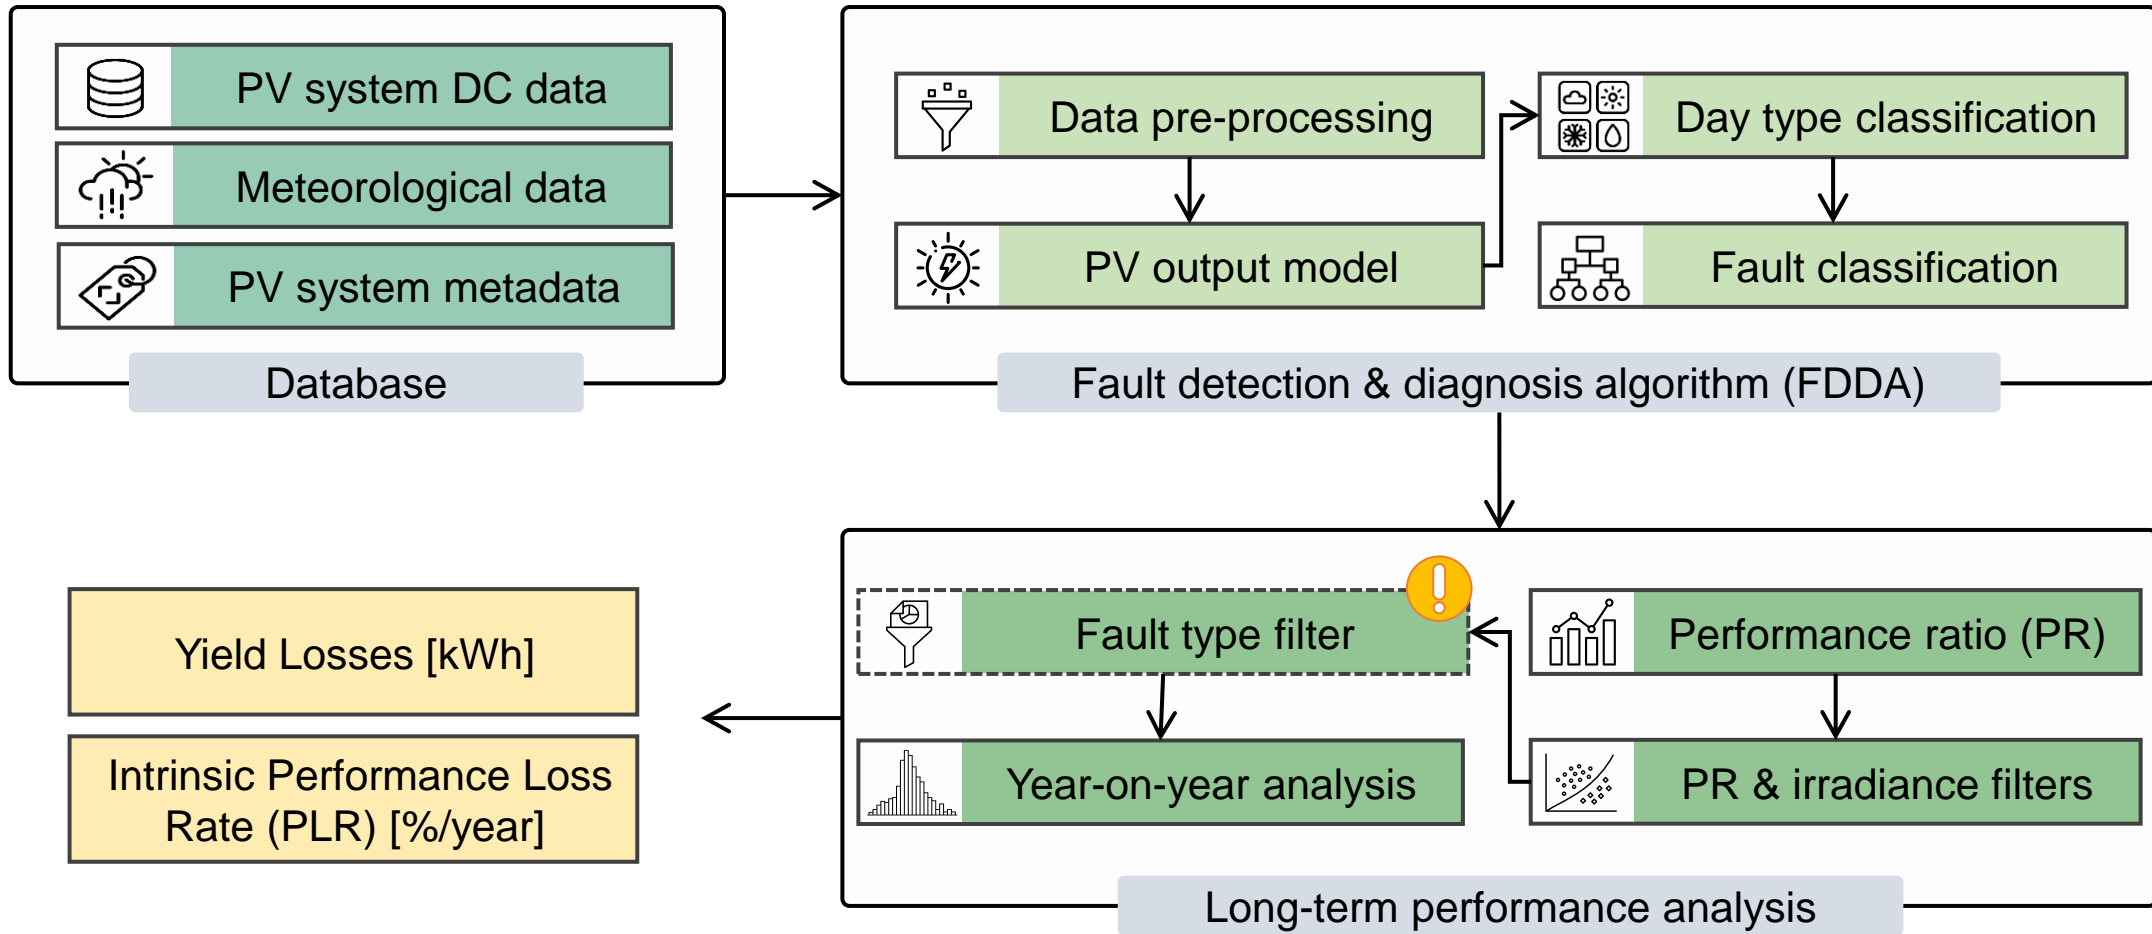 PV system DC data
Meteorological data
PV system metadata
Database
Data pre-processing
PV output model
Day type classification
Fault classification
Fault detection & diagnosis algorithm (FDDA)
Performance ratio (PR)
PR & irradiance filters
Fault type filter
Year-on-year analysis
Long-term performance analysis
Yield Losses [kWh]
Intrinsic Performance Loss
Rate (PLR) [%/year]